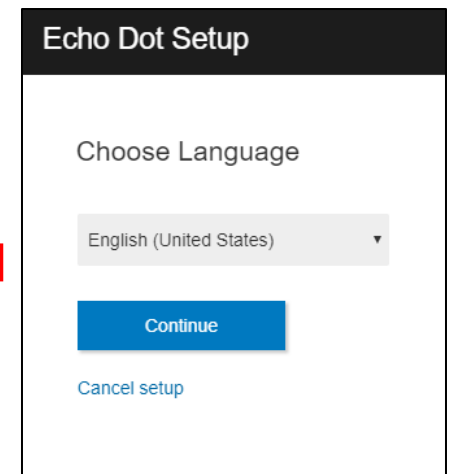 Echo Dot Setup
Choose Language
English (United States)
Continue
Cancel setup